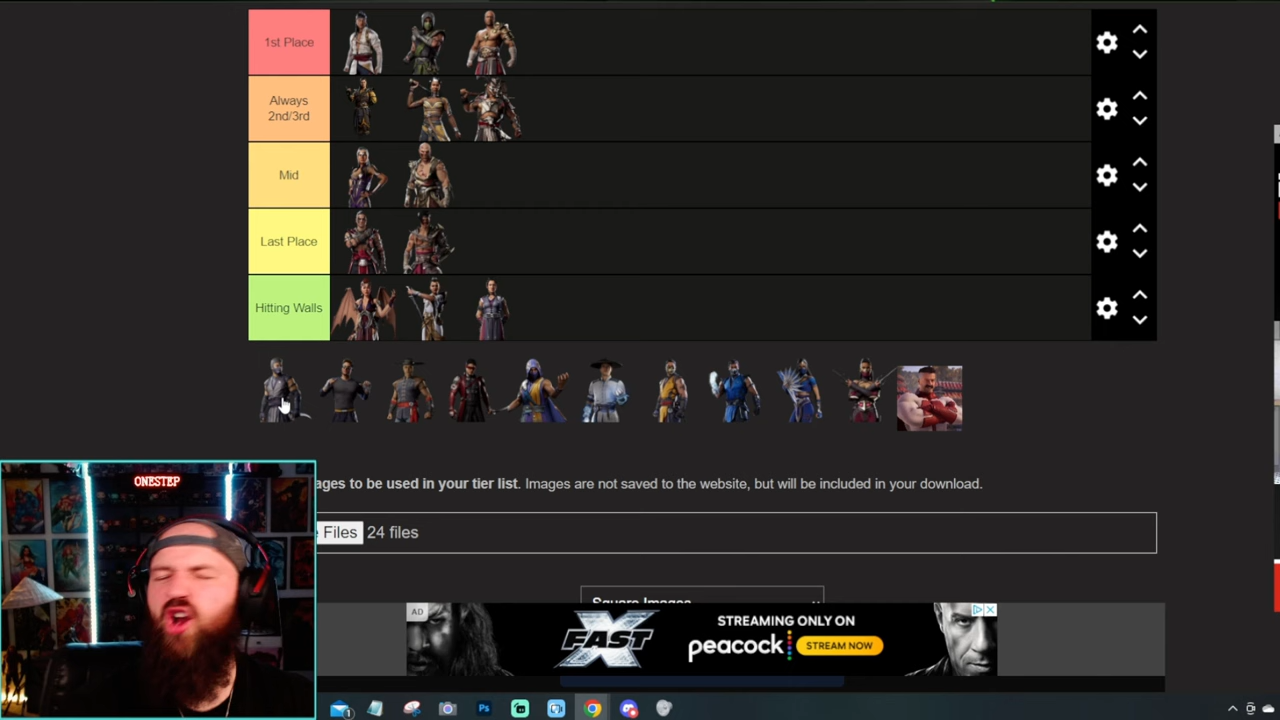 1st Place
Always
2nd/3rd
Mid
Last Place
Hitting Walls
ages to be used in your tier list. Images are not saved to the website, but will be included in your download.
Files 24 files
ONESTEP
AD
FAST X
STREAMING ONLY ON
peacock
STREAM NOW
1
Ps